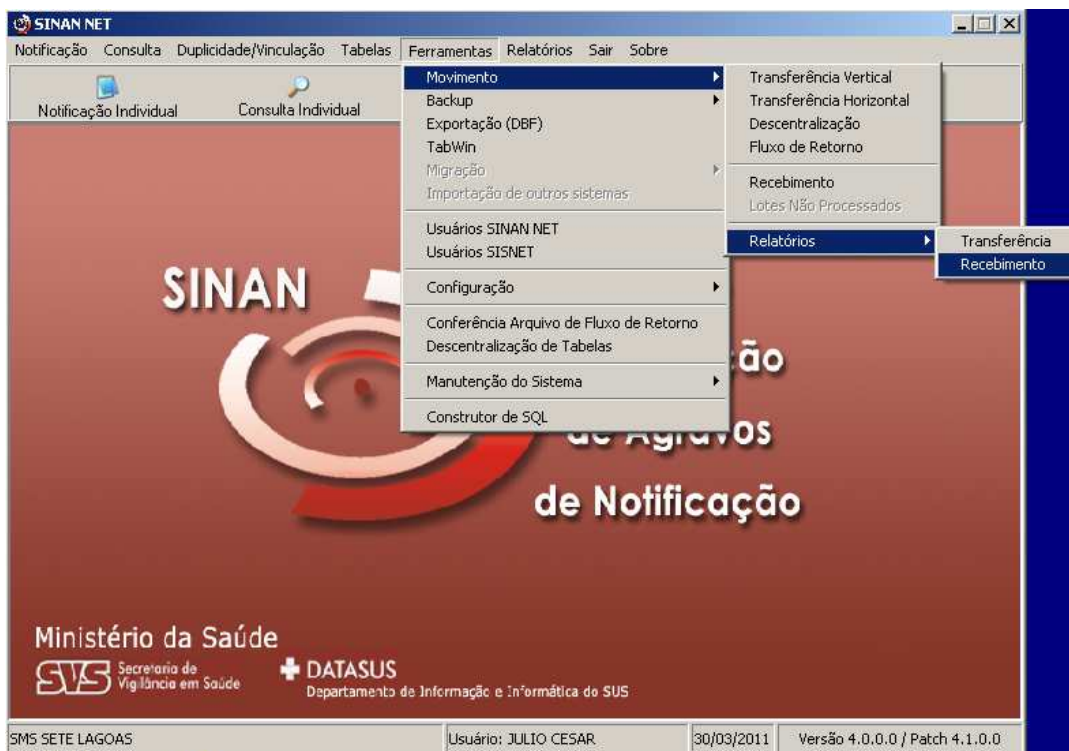 SINAN NET
Notificação Consulta Duplicidade/Vinculação Tabelas Ferramentas Relatórios Sair Sobre
Notificação Individual Consulta Individual
Movimento
Backup
Exportação (DBF)
TabWin
Migração
Importação de outros sistemas
Usuários SINAN NET
Usuários SISNET
Configuração
Conferência Arquivo de Fluxo de Retorno
Descentralização de Tabelas
Manutenção do Sistema
Construtor de SQL
Transferência Vertical
Transferência Horizontal
Descentralização
Fluxo de Retorno
Recebimento
Lotes Não Processados
Relatórios
Transferência
Recebimento
SINAN
ão
de Agravos
de Notificação
Ministério da Saúde
SVS Secretaria de Vigilância em Saúde
DATASUS
Departamento de Informação e Informática do SUS
SMS SETE LAGOAS Usuário: JULIO CESAR 30/03/2011 Versão 4.0.0.0 / Patch 4.1.0.0